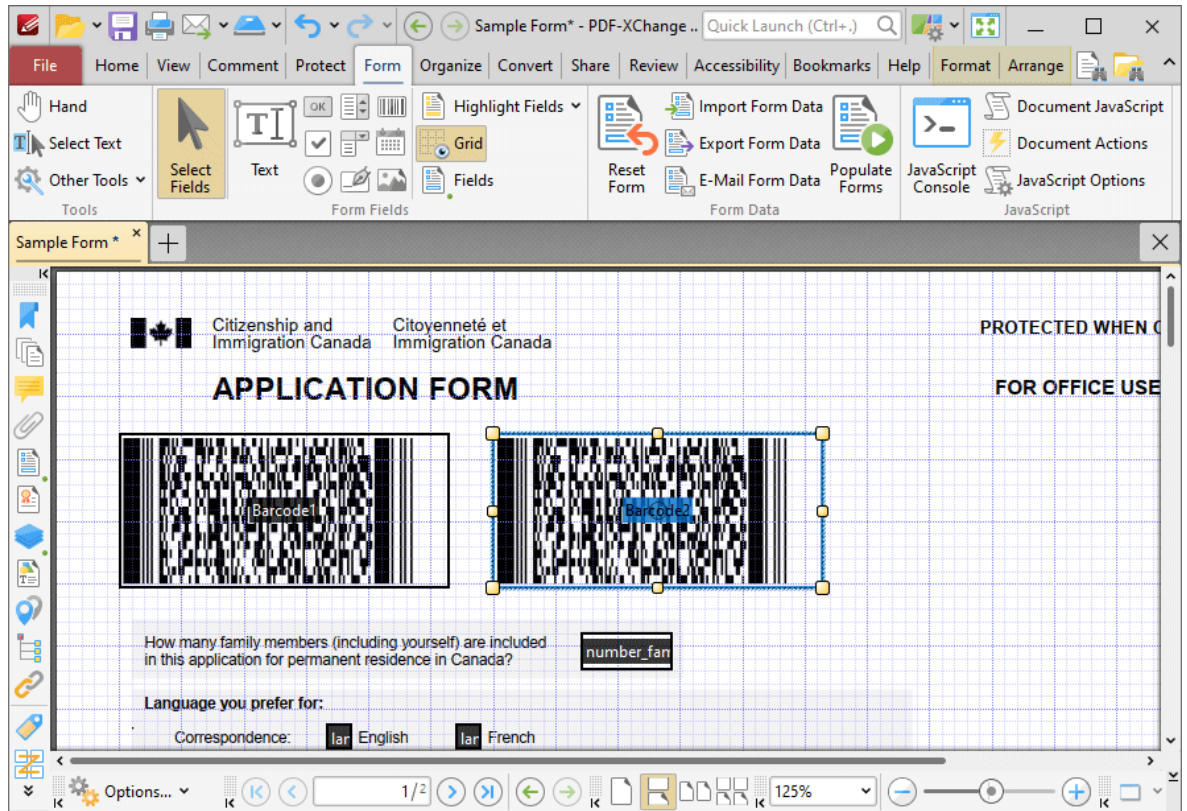 Sample Form* - PDF-XChange ..
Quick Launch (Ctrl+.)
File Home View Comment Protect Form Organize Convert Share Review Accessibility Bookmarks Help Format Arrange
Hand
Select Text
Other Tools
Tools
Select Fields
Text
OK
Highlight Fields
Grid
Fields
Form Fields
Reset Form
Import Form Data
Export Form Data
E-Mail Form Data
Populate Forms
Form Data
JavaScript Console
Document JavaScript
Document Actions
JavaScript Options
JavaScript
Sample Form *
Citizenship and Immigration Canada
Citoyenneté et Immigration Canada
PROTECTED WHEN
APPLICATION FORM
FOR OFFICE USE
Barcode1
Barcode2
How many family members (including yourself) are included
in this application for permanent residence in Canada?
number_fam
Language you prefer for:
Correspondence: lan English lan French
Options...
1/2
125%